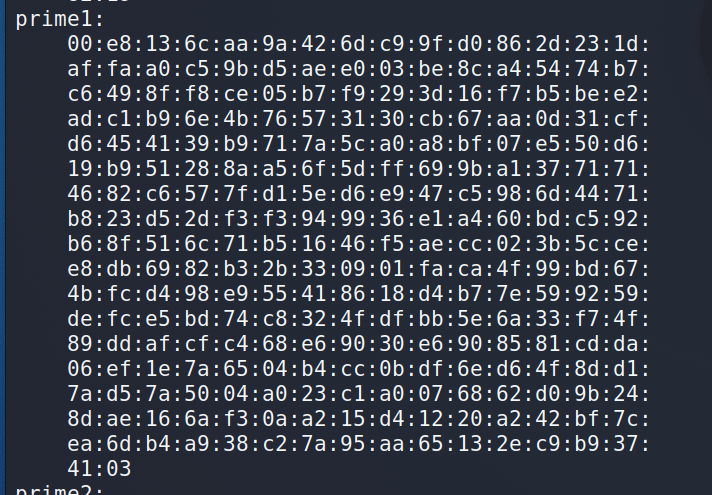 prime1:
00:e8:13:6c:aa:9a:42:6d:c9:9f:d0:86:2d:23:1d:
af:fa:a0:c5:9b:d5:ae:e0:03:be:8c:a4:54:74:b7:
c6:49:8f:f8:ce:05:b7:f9:29:3d:16:f7:b5:be:e2:
ad:c1:b9:6e:4b:76:57:31:30:cb:67:aa:0d:31:cf:
d6:45:41:39:b9:71:7a:5c:a0:a8:bf:07:e5:50:d6:
19:b9:51:28:8a:a5:6f:5d:ff:69:9b:a1:37:71:71:
46:82:c6:57:7f:d1:5e:d6:e9:47:c5:98:6d:44:71:
b8:23:d5:2d:f3:f3:94:99:36:e1:a4:60:bd:c5:92:
b6:8f:51:6c:71:b5:16:46:f5:ae:cc:02:3b:5c:ce:
e8:db:69:82:b3:2b:33:09:01:fa:ca:4f:99:bd:67:
4b:fc:d4:98:e9:55:41:86:18:d4:b7:7e:59:92:59:
de:fc:e5:bd:74:c8:32:4f:df:bb:5e:6a:33:f7:4f:
89:dd:af:cf:c4:68:e6:90:30:e6:90:85:81:cd:da:
06:ef:1e:7a:65:04:b4:cc:0b:df:6e:d6:4f:8d:d1:
7a:d5:7a:50:04:a0:23:c1:a0:07:68:62:d0:9b:24:
8d:ae:16:6a:f3:0a:a2:15:d4:12:20:a2:42:bf:7c:
ea:6d:b4:a9:38:c2:7a:95:aa:65:13:2e:c9:b9:37:
41:03
prime2: